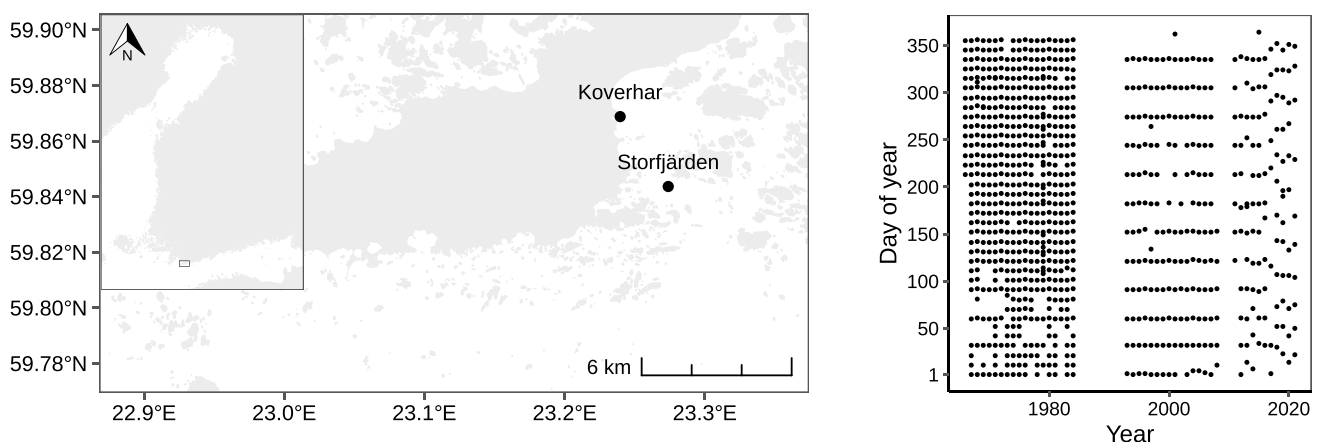 59.90°N
59.88°N
59.86°N
59.84°N
59.82°N
59.80°N
59.78°N
N
Koverhar
Storfjärden
6 km
22.9°E 23.0°E 23.1°E 23.2°E 23.3°E
Day of year
350
300
250
200
150
100
50
1
1980 2000 2020
Year